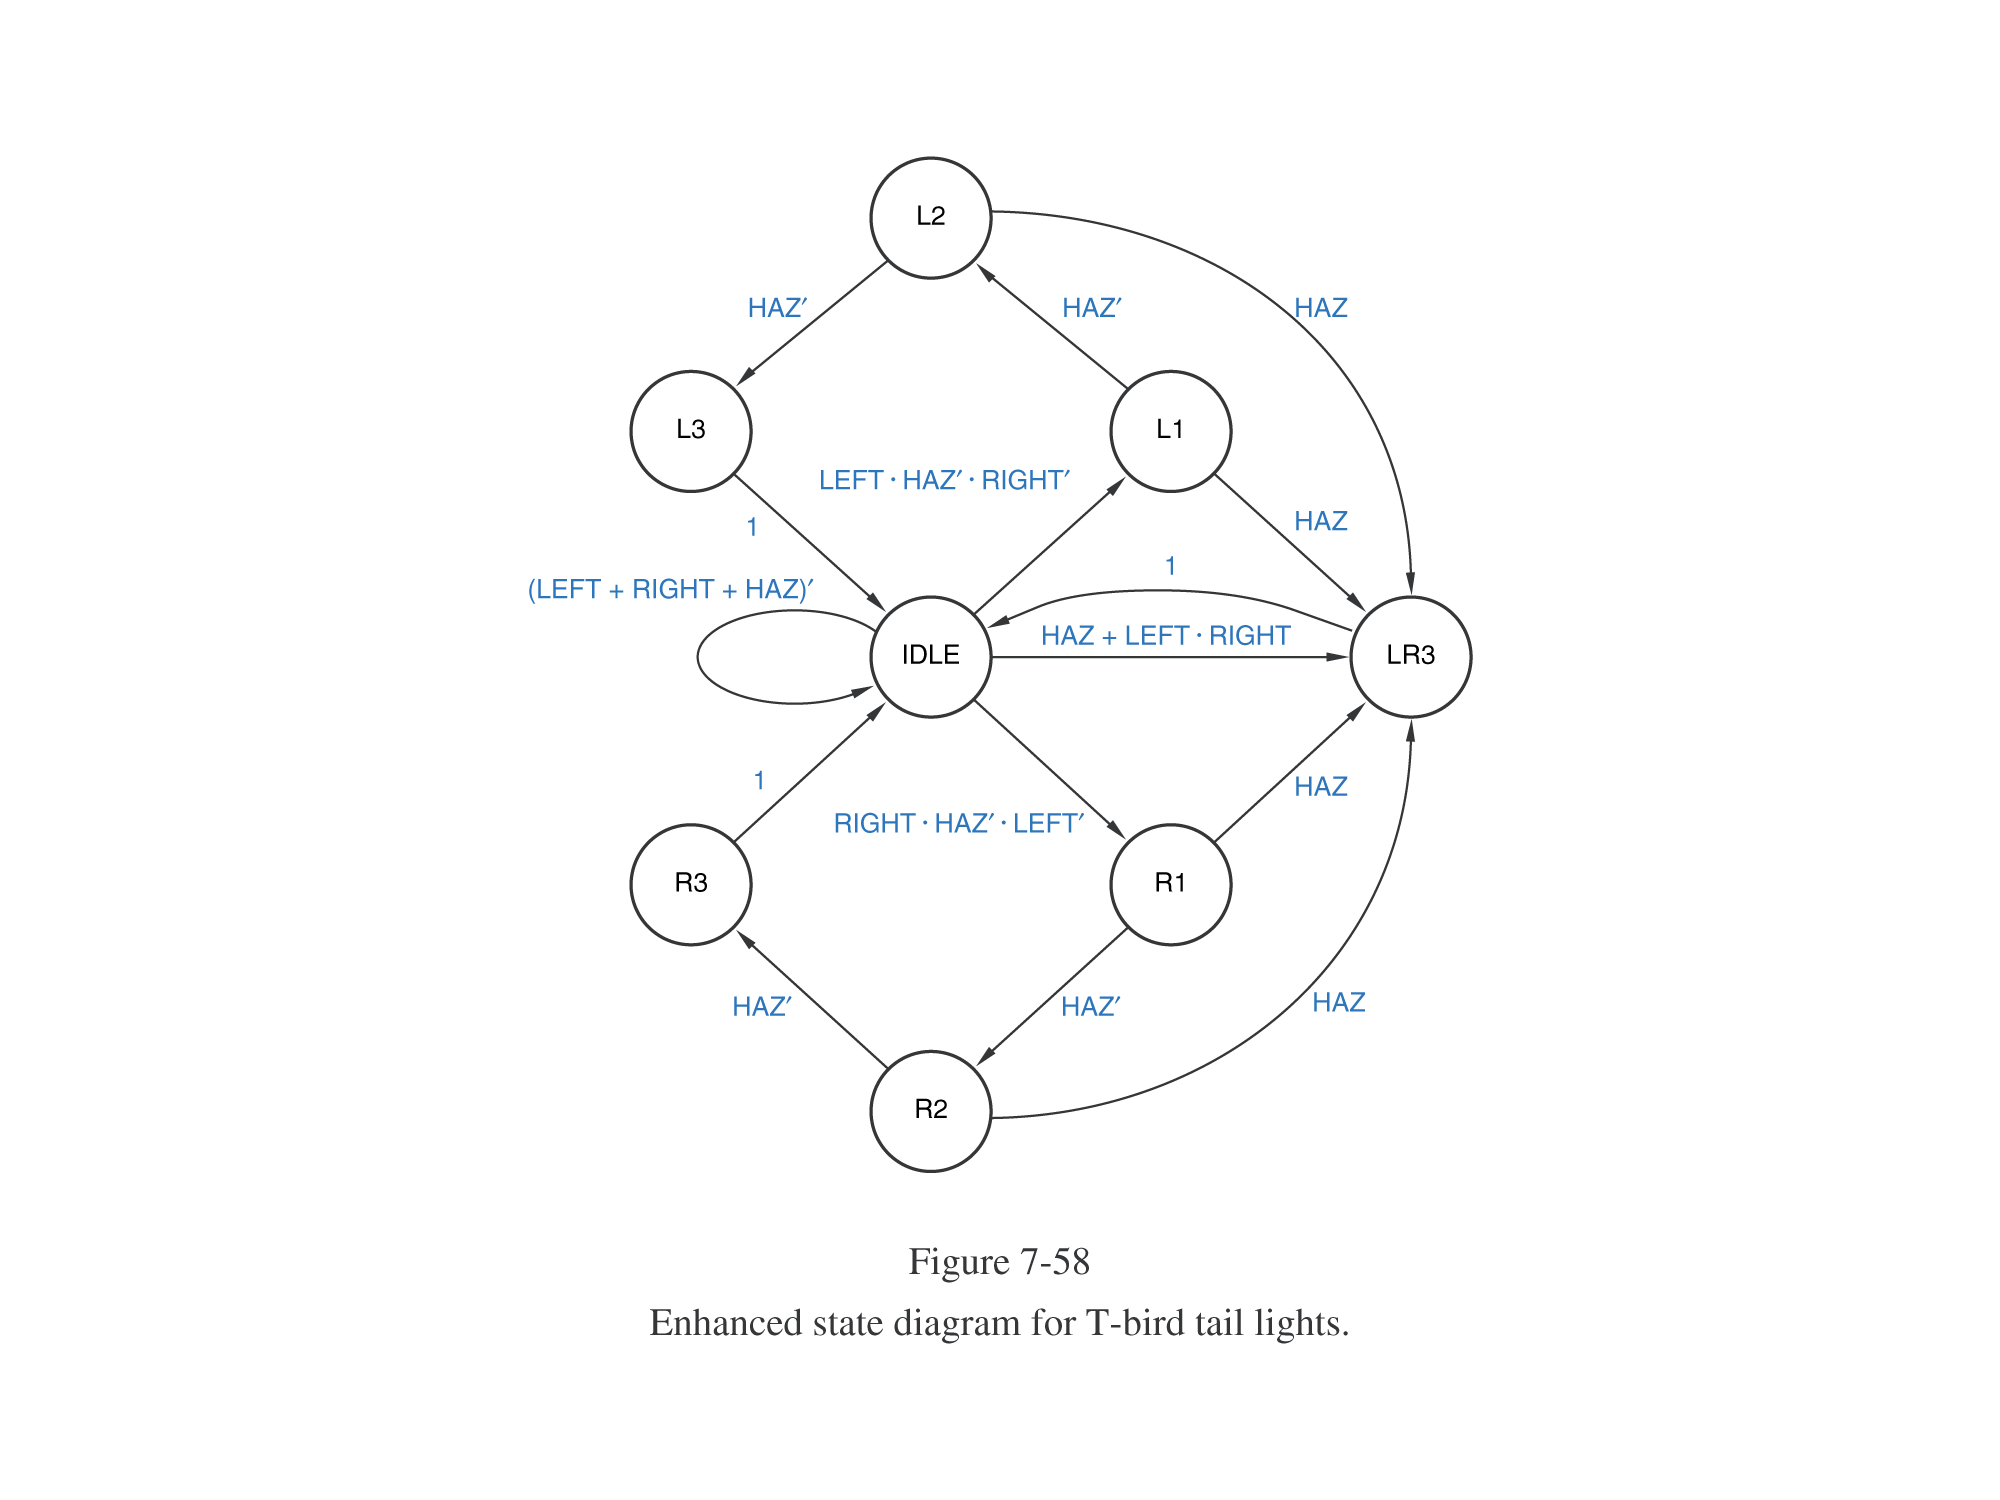 L2
HAZ′
HAZ′
HAZ
L3
L1
LEFT · HAZ′ · RIGHT′
1
HAZ
1
(LEFT + RIGHT + HAZ)′
HAZ + LEFT · RIGHT
IDLE
LR3
1
HAZ
RIGHT · HAZ′ · LEFT′
R3
R1
HAZ′
HAZ′
HAZ
R2
Figure 7-58
Enhanced state diagram for T-bird tail lights.